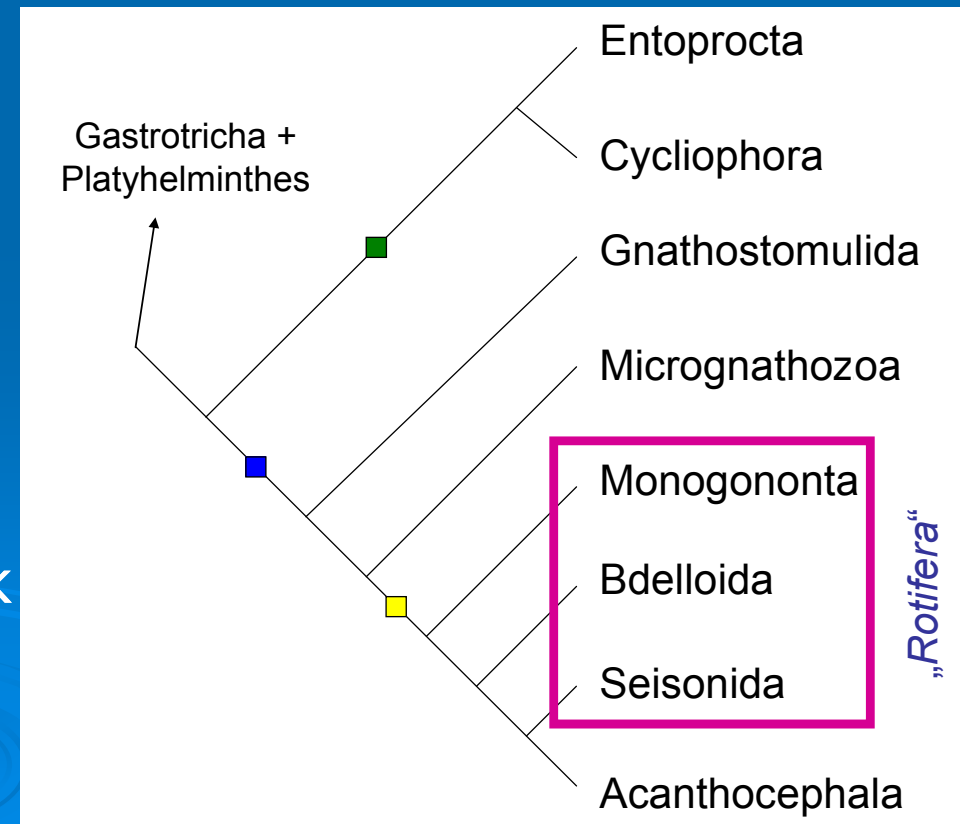 Entoprocta
Gastrotricha +
Platyhelminthes
Cycliophora
Gnathostomulida
Micrognathozoa
Monogononta
Bdelloida
Seisonida
„Rotifera“
Acanthocephala